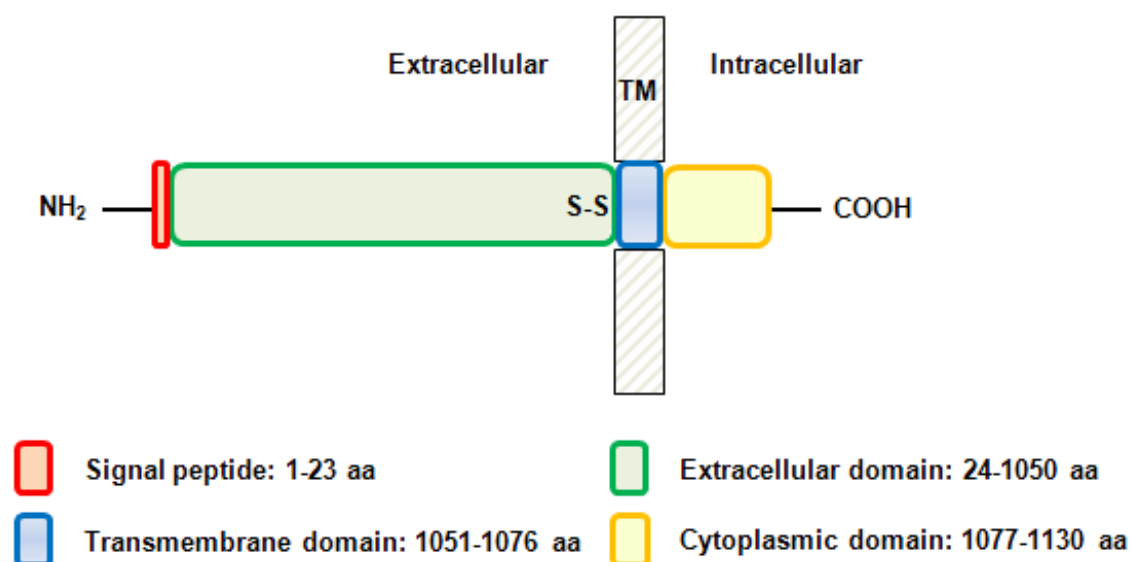 Extracellular Intracellular
TM
NH₂ S-S COOH
Signal peptide: 1-23 aa Extracellular domain: 24-1050 aa
Transmembrane domain: 1051-1076 aa Cytoplasmic domain: 1077-1130 aa